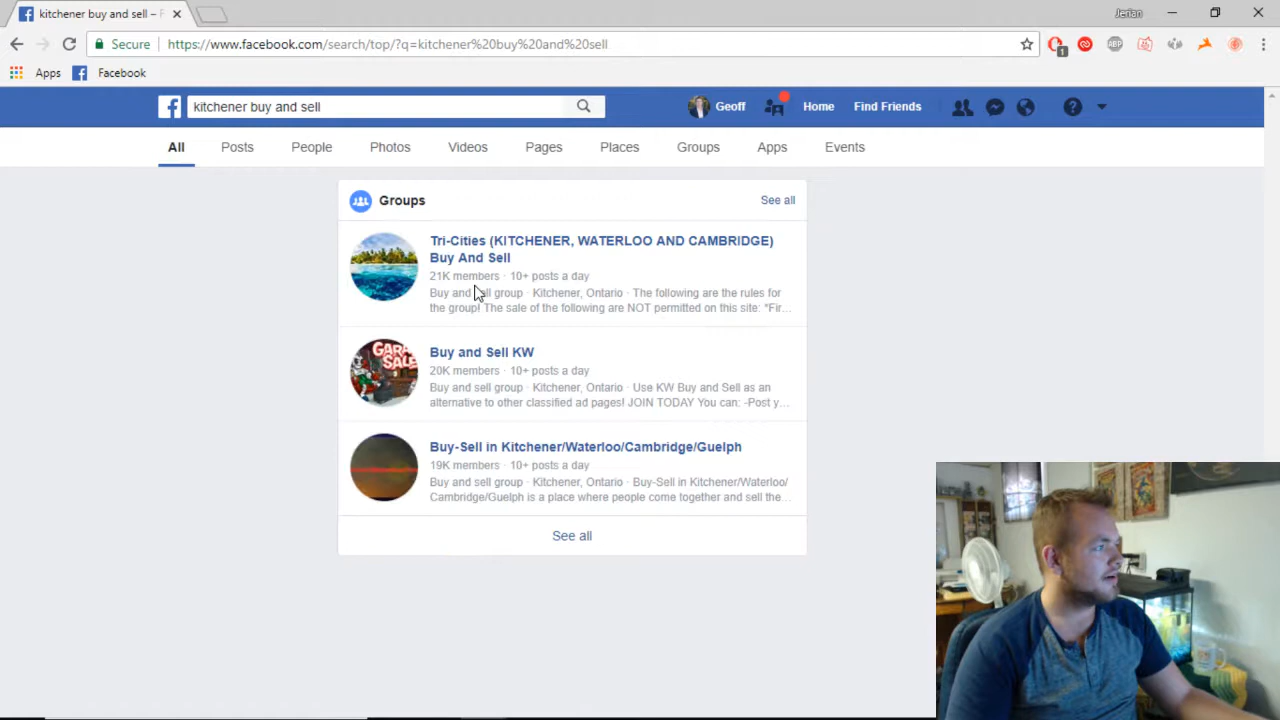 kitchener buy and sell – F
Jerian
Secure
https://www.facebook.com/search/top/?q=kitchener%20buy%20and%20sell
1
ABP
Apps
Facebook
kitchener buy and sell
Geoff
Home
Find Friends
All
Posts
People
Photos
Videos
Pages
Places
Groups
Apps
Events
Groups
See all
Tri-Cities (KITCHENER, WATERLOO AND CAMBRIDGE)
Buy And Sell
21K members · 10+ posts a day
Buy and sell group · Kitchener, Ontario · The following are the rules for
the group! The sale of the following are NOT permitted on this site: *Fir...
GARAGE
SALE
Buy and Sell KW
20K members · 10+ posts a day
Buy and sell group · Kitchener, Ontario · Use KW Buy and Sell as an
alternative to other classified ad pages! JOIN TODAY You can: -Post y...
Buy-Sell in Kitchener/Waterloo/Cambridge/Guelph
19K members · 10+ posts a day
Buy and sell group · Kitchener, Ontario · Buy-Sell in Kitchener/Waterloo/
Cambridge/Guelph is a place where people come together and sell the...
See all